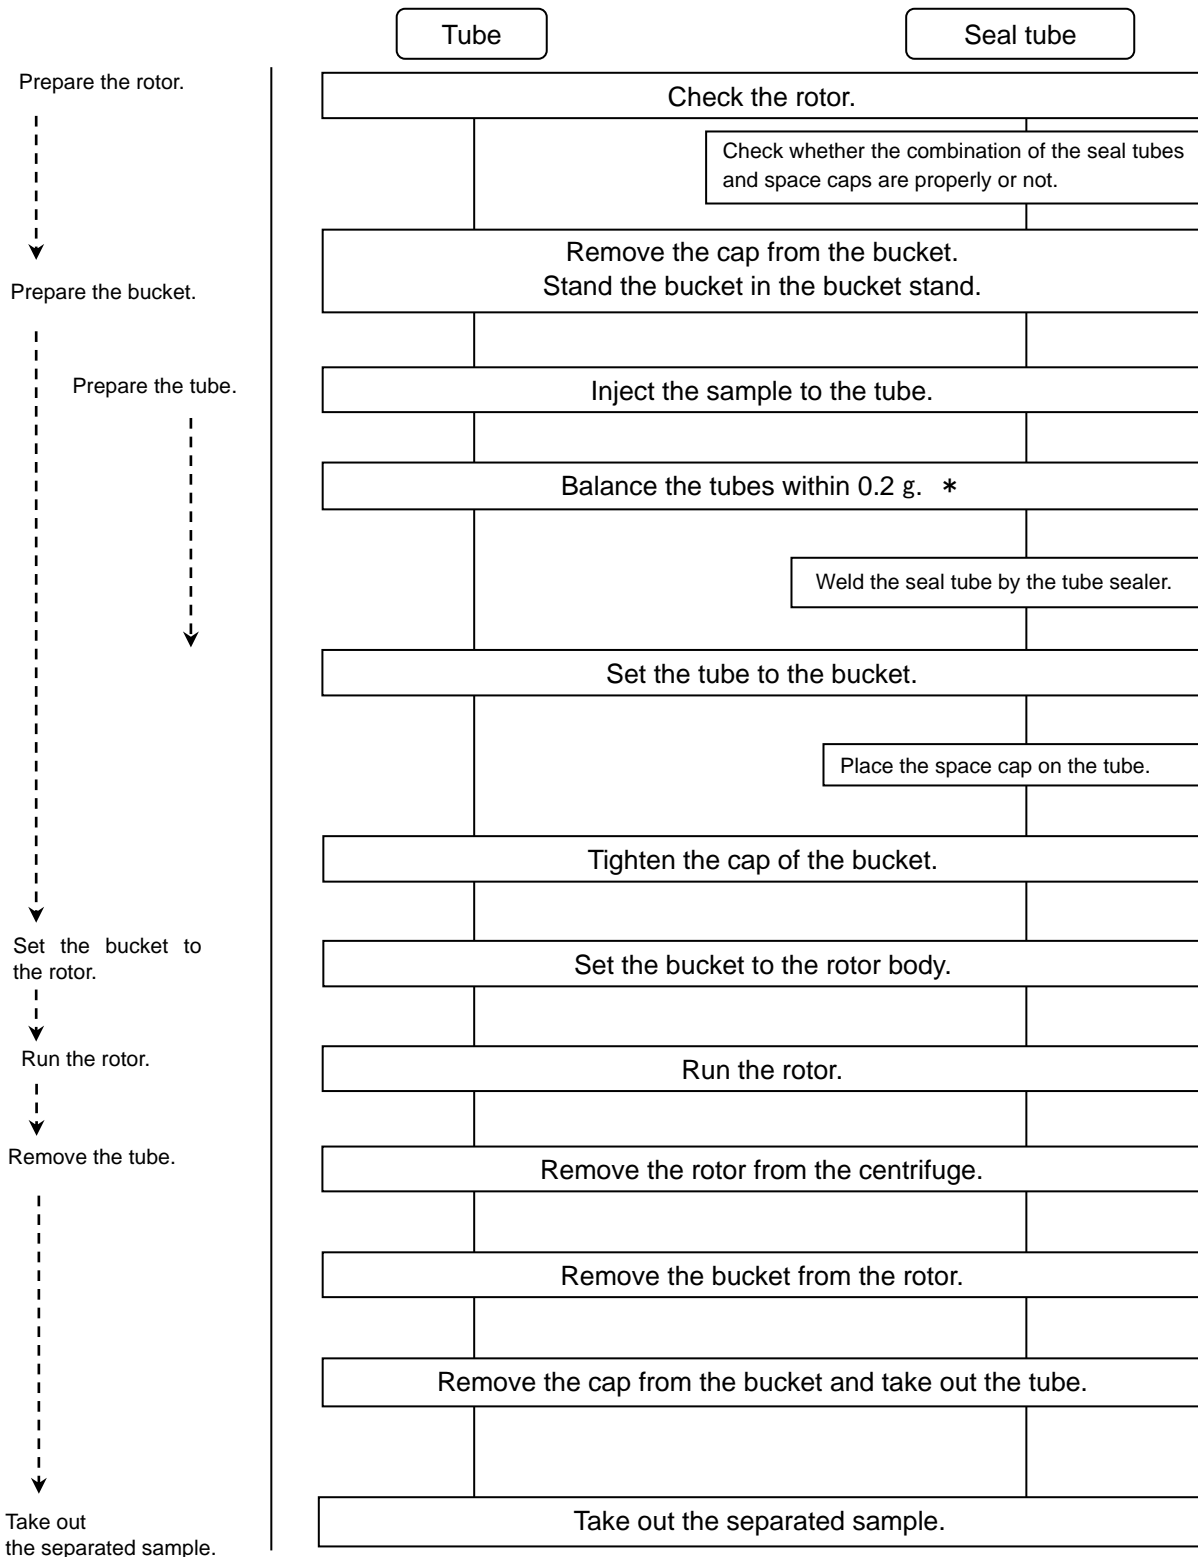 Tube
Seal tube
Prepare the rotor.
Check the rotor.
Check whether the combination of the seal tubes
and space caps are properly or not.
Remove the cap from the bucket.
Stand the bucket in the bucket stand.
Prepare the bucket.
Prepare the tube.
Inject the sample to the tube.
Balance the tubes within 0.2 g. *
Weld the seal tube by the tube sealer.
Set the tube to the bucket.
Place the space cap on the tube.
Tighten the cap of the bucket.
Set the bucket to
the rotor.
Set the bucket to the rotor body.
Run the rotor.
Run the rotor.
Remove the tube.
Remove the rotor from the centrifuge.
Remove the bucket from the rotor.
Remove the cap from the bucket and take out the tube.
Take out
the separated sample.
Take out the separated sample.